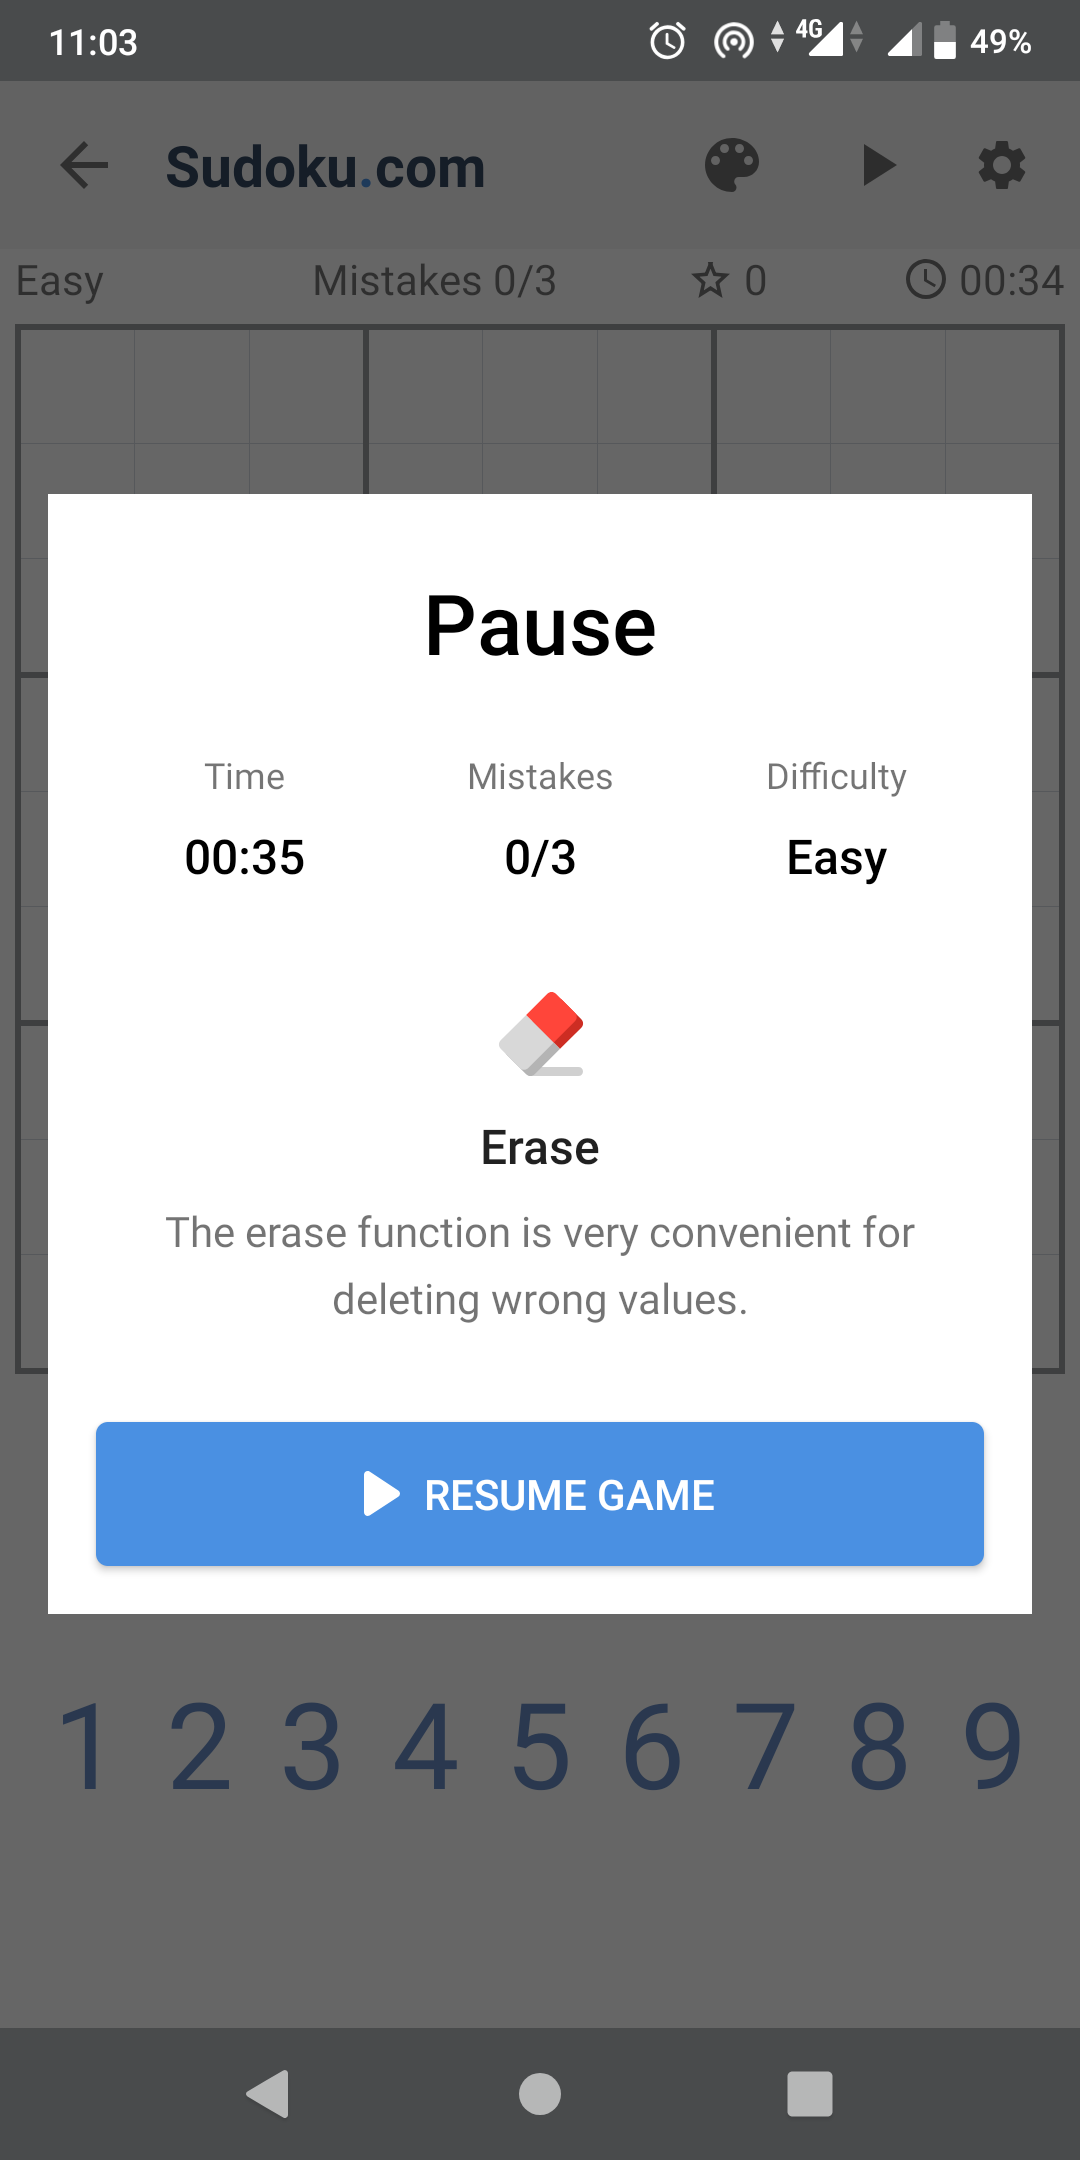 11:03 4G 49%
Sudoku.com
Easy Mistakes 0/3 0 00:34
Pause
Time Mistakes Difficulty
00:35 0/3 Easy
Erase
The erase function is very convenient for
deleting wrong values.
RESUME GAME
1 2 3 4 5 6 7 8 9